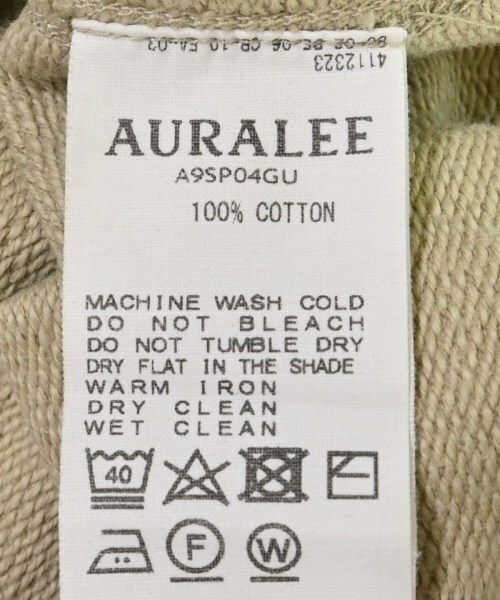 4112323
AURALEE
A9SP04GU
100% COTTON
MACHINE WASH COLD
DO NOT BLEACH
DO NOT TUMBLE DRY
DRY FLAT IN THE SHADE
WARM IRON
DRY CLEAN
WET CLEAN
40
F W